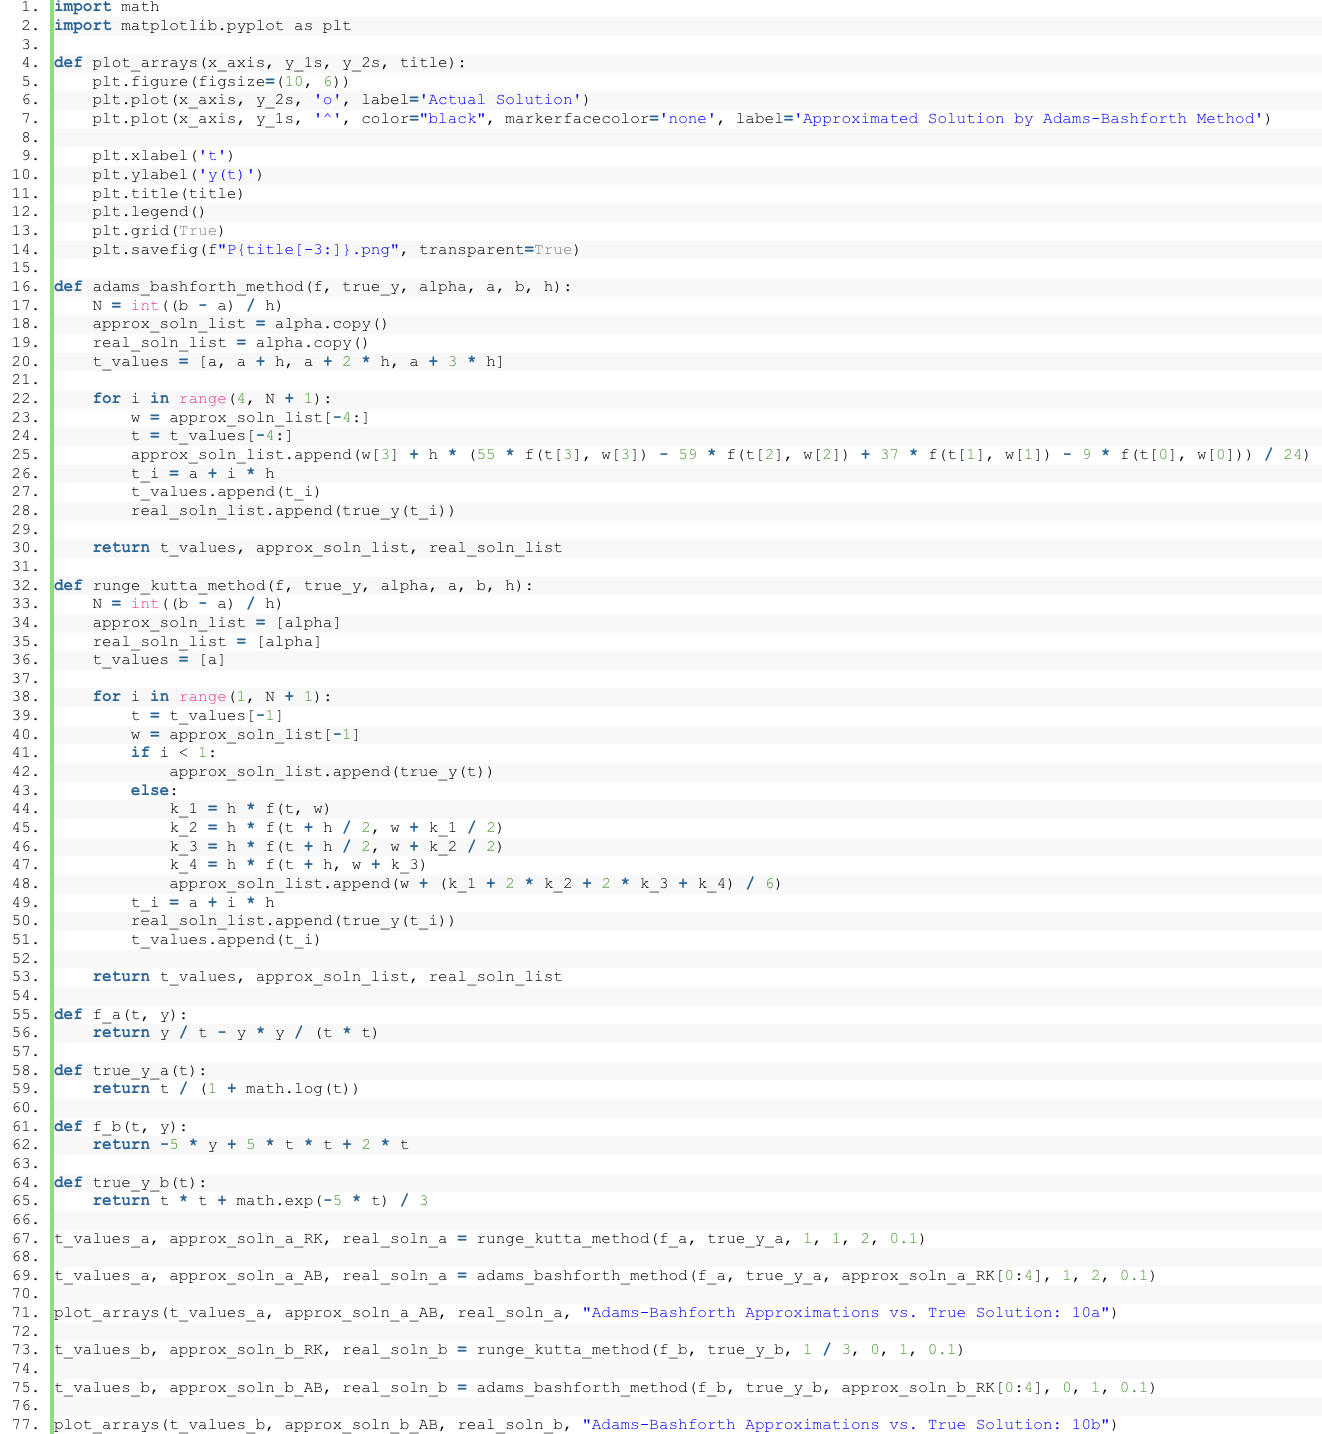 1. import math
2. import matplotlib.pyplot as plt
3.
4. def plot_arrays(x_axis, y_1s, y_2s, title):
5.     plt.figure(figsize=(10, 6))
6.     plt.plot(x_axis, y_2s, 'o', label='Actual Solution')
7.     plt.plot(x_axis, y_1s, '^', color="black", markerfacecolor='none', label='Approximated Solution by Adams-Bashforth Method')
8.
9.     plt.xlabel('t')
10.     plt.ylabel('y(t)')
11.     plt.title(title)
12.     plt.legend()
13.     plt.grid(True)
14.     plt.savefig(f"P{title[-3:]}.png", transparent=True)
15.
16. def adams_bashforth_method(f, true_y, alpha, a, b, h):
17.     N = int((b - a) / h)
18.     approx_soln_list = alpha.copy()
19.     real_soln_list = alpha.copy()
20.     t_values = [a, a + h, a + 2 * h, a + 3 * h]
21.
22.     for i in range(4, N + 1):
23.         w = approx_soln_list[-4:]
24.         t = t_values[-4:]
25.         approx_soln_list.append(w[3] + h * (55 * f(t[3], w[3]) - 59 * f(t[2], w[2]) + 37 * f(t[1], w[1]) - 9 * f(t[0], w[0])) / 24)
26.         t_i = a + i * h
27.         t_values.append(t_i)
28.         real_soln_list.append(true_y(t_i))
29.
30.     return t_values, approx_soln_list, real_soln_list
31.
32. def runge_kutta_method(f, true_y, alpha, a, b, h):
33.     N = int((b - a) / h)
34.     approx_soln_list = [alpha]
35.     real_soln_list = [alpha]
36.     t_values = [a]
37.
38.     for i in range(1, N + 1):
39.         t = t_values[-1]
40.         w = approx_soln_list[-1]
41.         if i < 1:
42.             approx_soln_list.append(true_y(t))
43.         else:
44.             k_1 = h * f(t, w)
45.             k_2 = h * f(t + h / 2, w + k_1 / 2)
46.             k_3 = h * f(t + h / 2, w + k_2 / 2)
47.             k_4 = h * f(t + h, w + k_3)
48.             approx_soln_list.append(w + (k_1 + 2 * k_2 + 2 * k_3 + k_4) / 6)
49.         t_i = a + i * h
50.         real_soln_list.append(true_y(t_i))
51.         t_values.append(t_i)
52.
53.     return t_values, approx_soln_list, real_soln_list
54.
55. def f_a(t, y):
56.     return y / t - y * y / (t * t)
57.
58. def true_y_a(t):
59.     return t / (1 + math.log(t))
60.
61. def f_b(t, y):
62.     return -5 * y + 5 * t * t + 2 * t
63.
64. def true_y_b(t):
65.     return t * t + math.exp(-5 * t) / 3
66.
67. t_values_a, approx_soln_a_RK, real_soln_a = runge_kutta_method(f_a, true_y_a, 1, 1, 2, 0.1)
68.
69. t_values_a, approx_soln_a_AB, real_soln_a = adams_bashforth_method(f_a, true_y_a, approx_soln_a_RK[0:4], 1, 2, 0.1)
70.
71. plot_arrays(t_values_a, approx_soln_a_AB, real_soln_a, "Adams-Bashforth Approximations vs. True Solution: 10a")
72.
73. t_values_b, approx_soln_b_RK, real_soln_b = runge_kutta_method(f_b, true_y_b, 1 / 3, 0, 1, 0.1)
74.
75. t_values_b, approx_soln_b_AB, real_soln_b = adams_bashforth_method(f_b, true_y_b, approx_soln_b_RK[0:4], 0, 1, 0.1)
76.
77. plot_arrays(t_values_b, approx_soln_b_AB, real_soln_b, "Adams-Bashforth Approximations vs. True Solution: 10b")